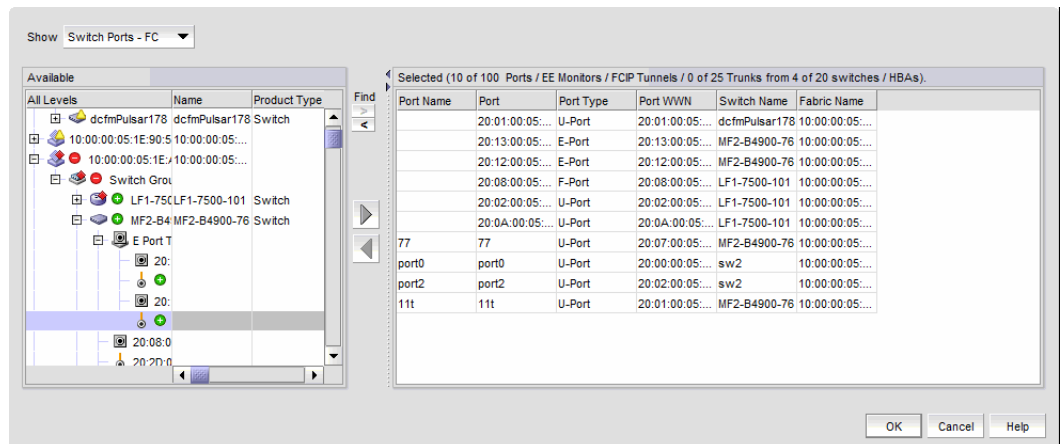 Show Switch Ports - FC
Available
All Levels Name Product Type
dcfmPulsar178 dcfmPulsar178 Switch
10:00:00:05:1E:90:5 10:00:00:05:...
10:00:00:05:1E:4 10:00:00:05:...
Switch Grou
LF1-750 LF1-7500-101 Switch
MF2-B4 MF2-B4900-76 Switch
E Port T
20:
20:
20:08:0
20:2D:0
Find
>
<
Selected (10 of 100 Ports / EE Monitors / FCIP Tunnels / 0 of 25 Trunks from 4 of 20 switches / HBAs).
Port Name Port Port Type Port WWN Switch Name Fabric Name
20:01:00:05:... U-Port 20:01:00:05:... dcfmPulsar178 10:00:00:05:...
20:13:00:05:... E-Port 20:13:00:05:... MF2-B4900-76 10:00:00:05:...
20:12:00:05:... E-Port 20:12:00:05:... MF2-B4900-76 10:00:00:05:...
20:08:00:05:... F-Port 20:08:00:05:... LF1-7500-101 10:00:00:05:...
20:02:00:05:... U-Port 20:02:00:05:... LF1-7500-101 10:00:00:05:...
20:0A:00:05:... U-Port 20:0A:00:05:... LF1-7500-101 10:00:00:05:...
77 77 U-Port 20:07:00:05:... MF2-B4900-76 10:00:00:05:...
port0 port0 U-Port 20:00:00:05:... sw2 10:00:00:05:...
port2 port2 U-Port 20:02:00:05:... sw2 10:00:00:05:...
11t 11t U-Port 20:01:00:05:... MF2-B4900-76 10:00:00:05:...
OK Cancel Help